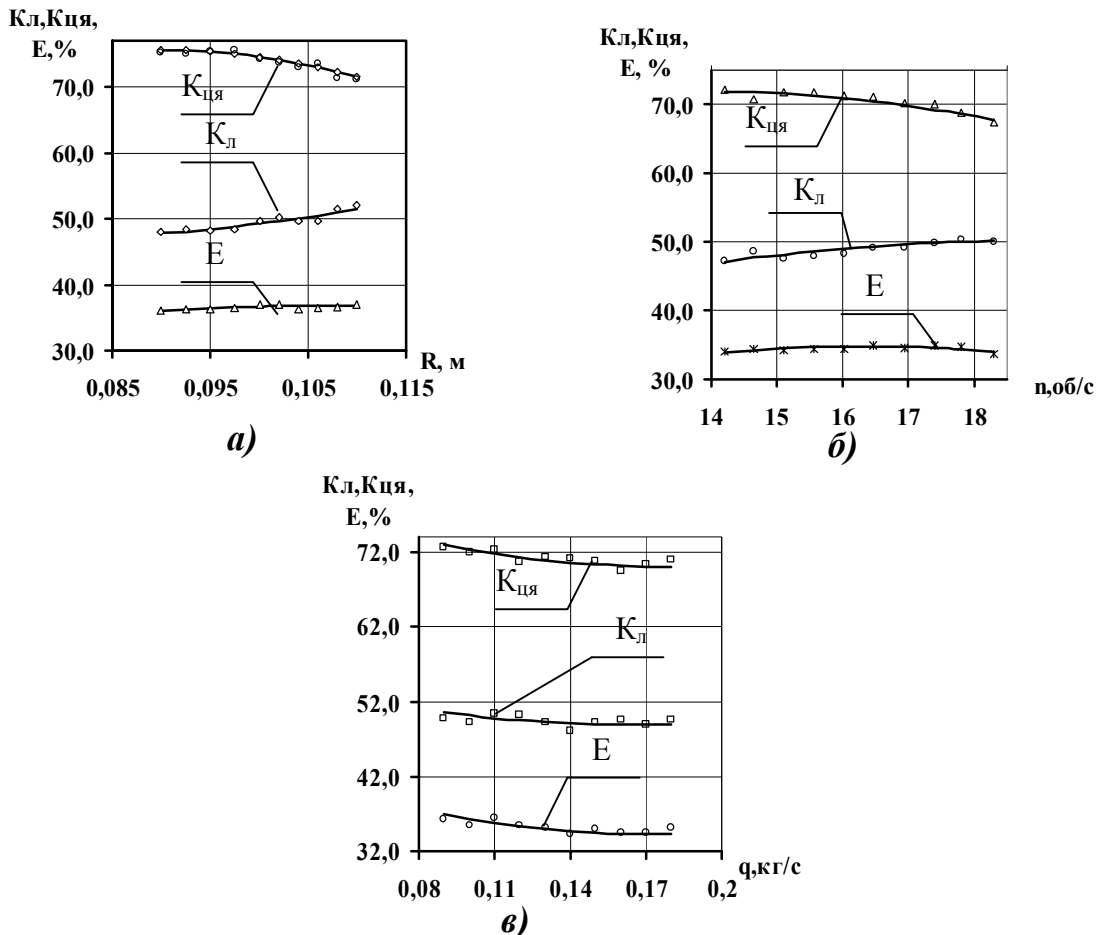 Кл,Кця,
Е,%
70,0
60,0
50,0
40,0
30,0
Кця
Кл
Е
0,085 0,095 0,105 0,115
R, м
а)
Кл,Кця,
Е, %
70,0
60,0
50,0
40,0
30,0
Кця
Кл
Е
14 15 16 17 18
n,об/с
б)
Кл,Кця,
Е,%
72,0
62,0
52,0
42,0
32,0
Кця
Кл
Е
0,08 0,11 0,14 0,17 0,2
q,кг/с
в)